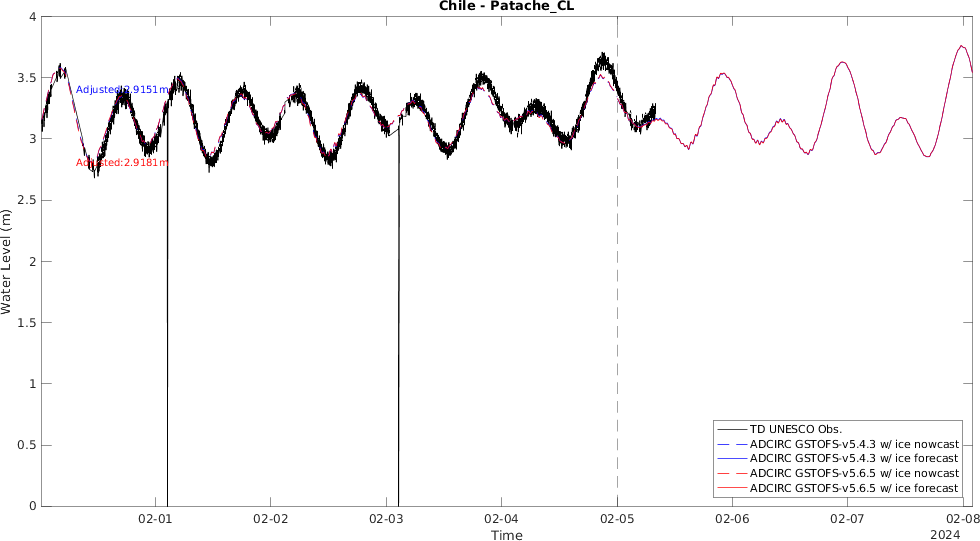 Chile - Patache_CL
Water Level (m)
4
3.5
3
2.5
2
1.5
1
0.5
0
Adjusted:2.9151m
Adjusted:2.9181m
TD UNESCO Obs.
ADCIRC GSTOFS-v5.4.3 w/ ice nowcast
ADCIRC GSTOFS-v5.4.3 w/ ice forecast
ADCIRC GSTOFS-v5.6.5 w/ ice nowcast
ADCIRC GSTOFS-v5.6.5 w/ ice forecast
02-01 02-02 02-03 02-04 02-05 02-06 02-07 02-08
Time
2024